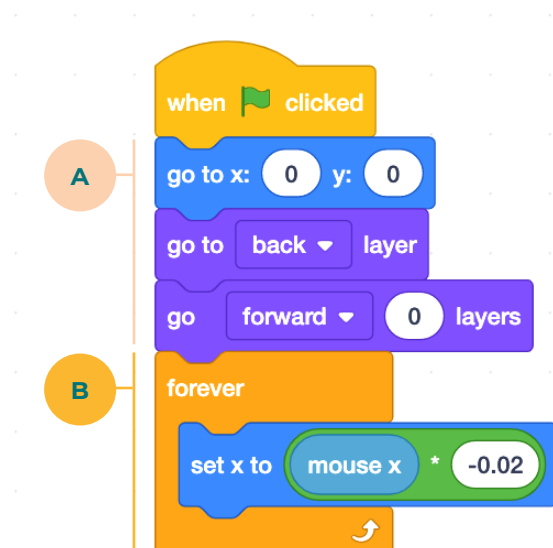 when clicked
A
go to x: 0 y: 0
go to back layer
go forward 0 layers
B
forever
set x to mouse x * -0.02